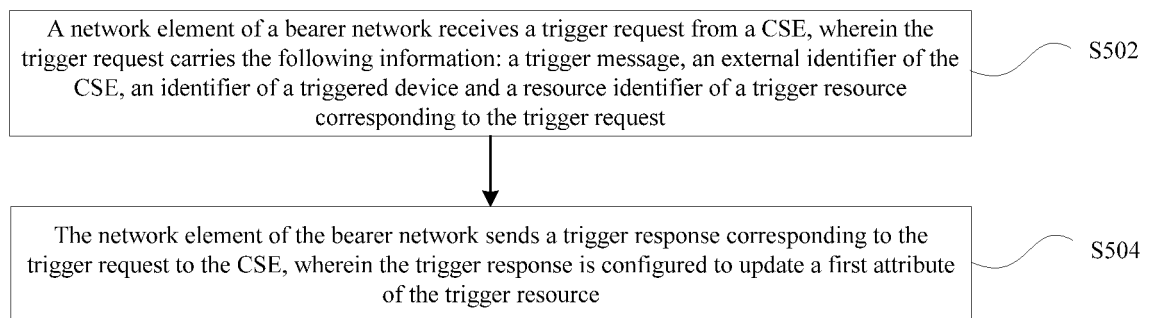 A network element of a bearer network receives a trigger request from a CSE, wherein the
trigger request carries the following information: a trigger message, an external identifier of the
CSE, an identifier of a triggered device and a resource identifier of a trigger resource
corresponding to the trigger request
S502
The network element of the bearer network sends a trigger response corresponding to the
trigger request to the CSE, wherein the trigger response is configured to update a first attribute
of the trigger resource
S504